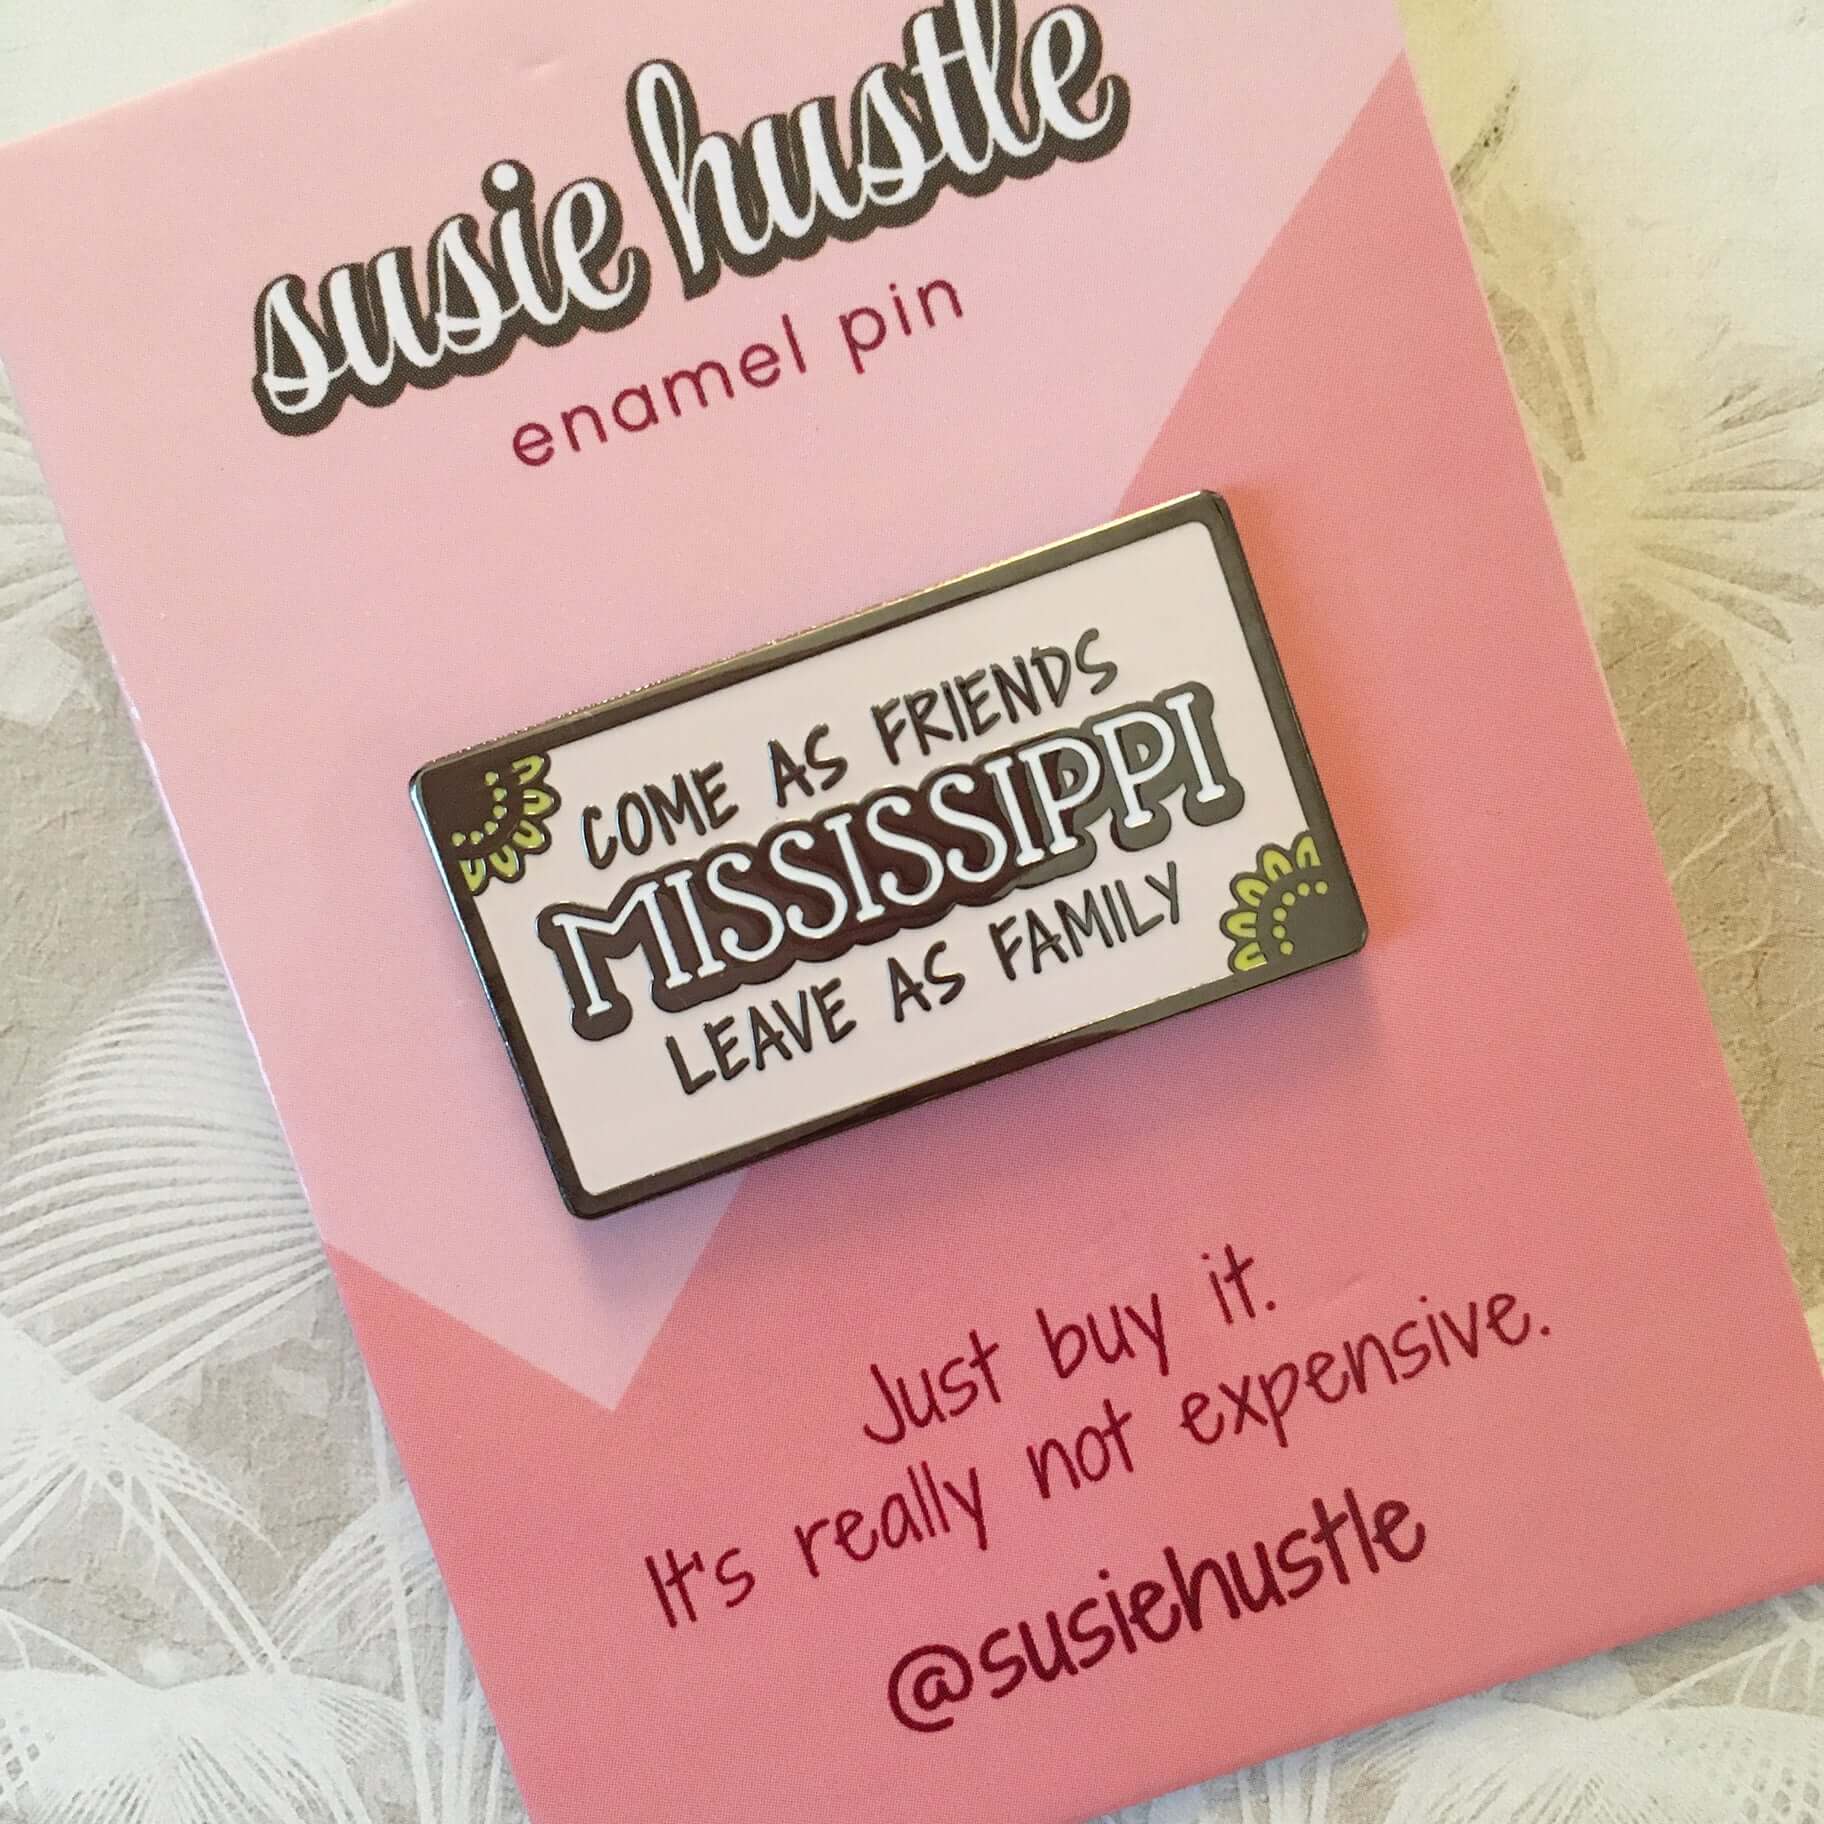 susie hustle
enamel pin
COME AS FRIENDS
MISSISSIPPI
LEAVE AS FAMILY
Just buy it.
It's really not expensive.
@susiehustle